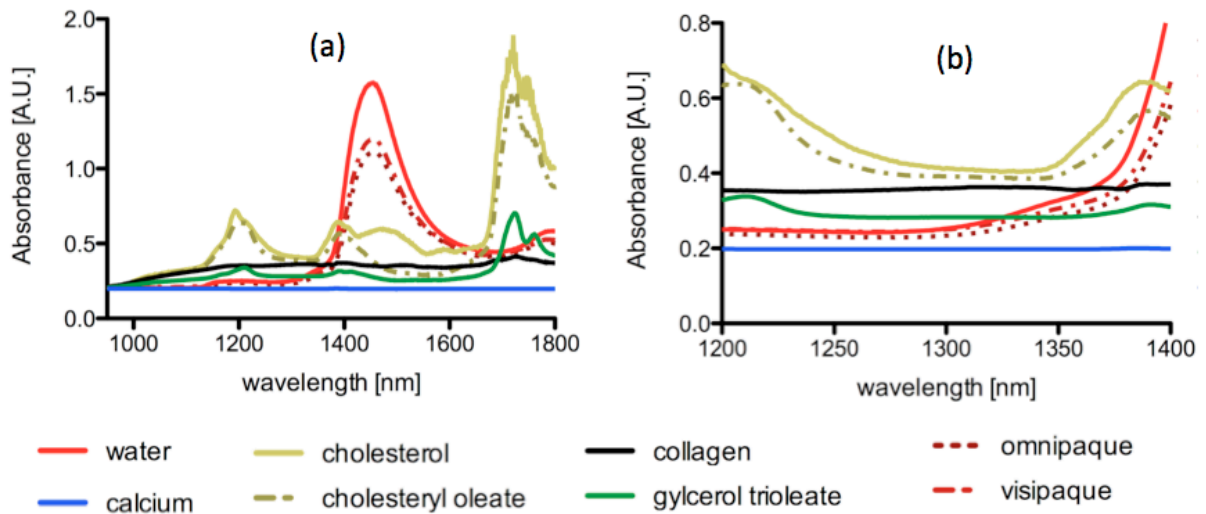 (a)
Absorbance [A.U.]
2.0
1.5
1.0
0.5
0.0
1000 1200 1400 1600 1800
wavelength [nm]
(b)
Absorbance [A.U.]
0.8
0.6
0.4
0.2
0.0
1200 1250 1300 1350 1400
wavelength [nm]
water
cholesterol
collagen
omnipaque
calcium
cholesteryl oleate
gylcerol trioleate
visipaque